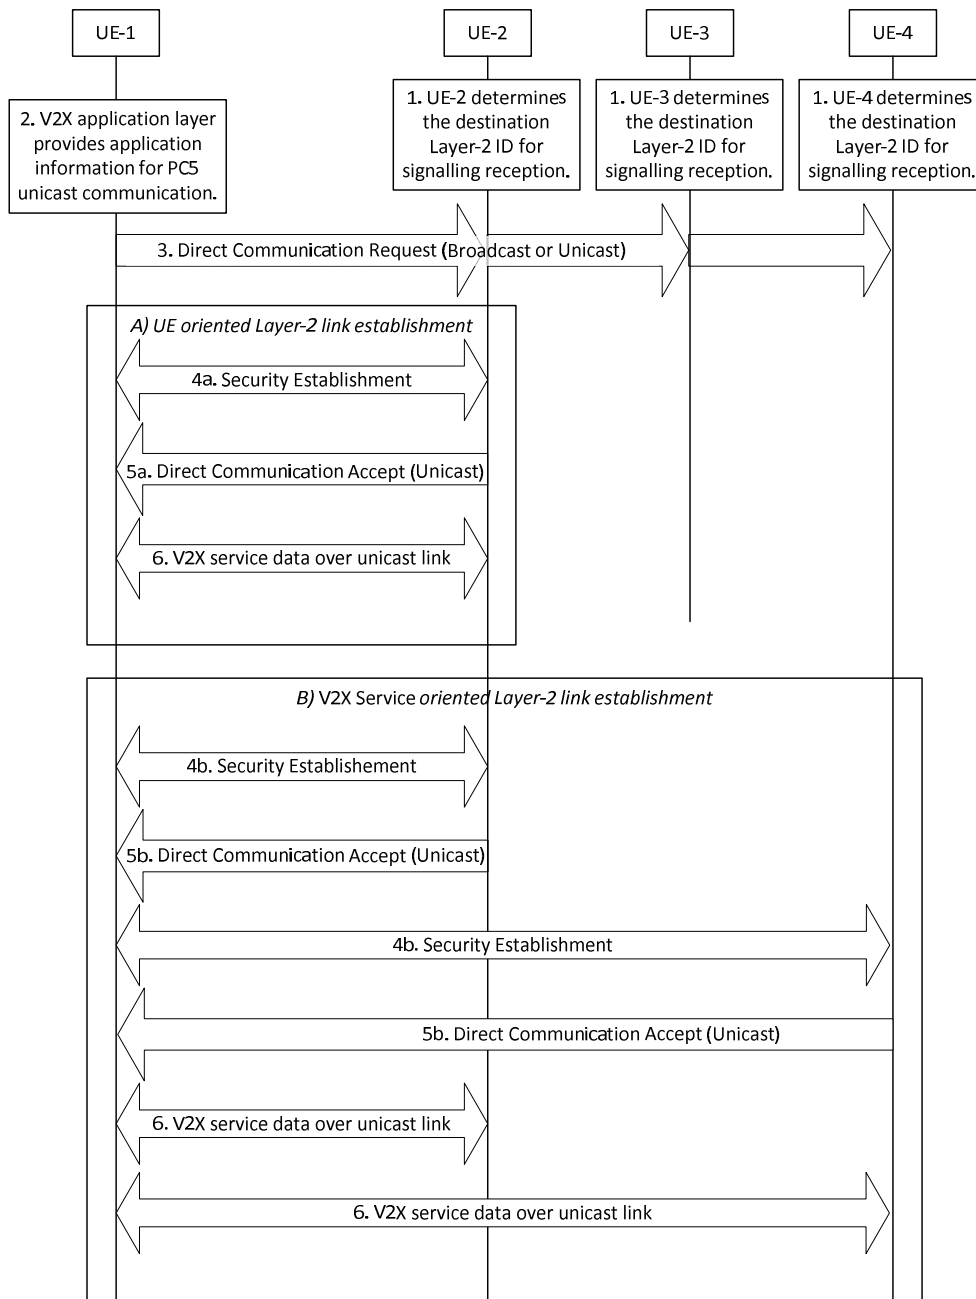 UE-1
UE-2
UE-3
UE-4
2. V2X application layer
provides application
information for PC5
unicast communication.
1. UE-2 determines
the destination
Layer-2 ID for
signalling reception.
1. UE-3 determines
the destination
Layer-2 ID for
signalling reception.
1. UE-4 determines
the destination
Layer-2 ID for
signalling reception.
3. Direct Communication Request (Broadcast or Unicast)
A) UE oriented Layer-2 link establishment
4a. Security Establishment
5a. Direct Communication Accept (Unicast)
6. V2X service data over unicast link
B) V2X Service oriented Layer-2 link establishment
4b. Security Establishement
5b. Direct Communication Accept (Unicast)
4b. Security Establishment
5b. Direct Communication Accept (Unicast)
6. V2X service data over unicast link
6. V2X service data over unicast link